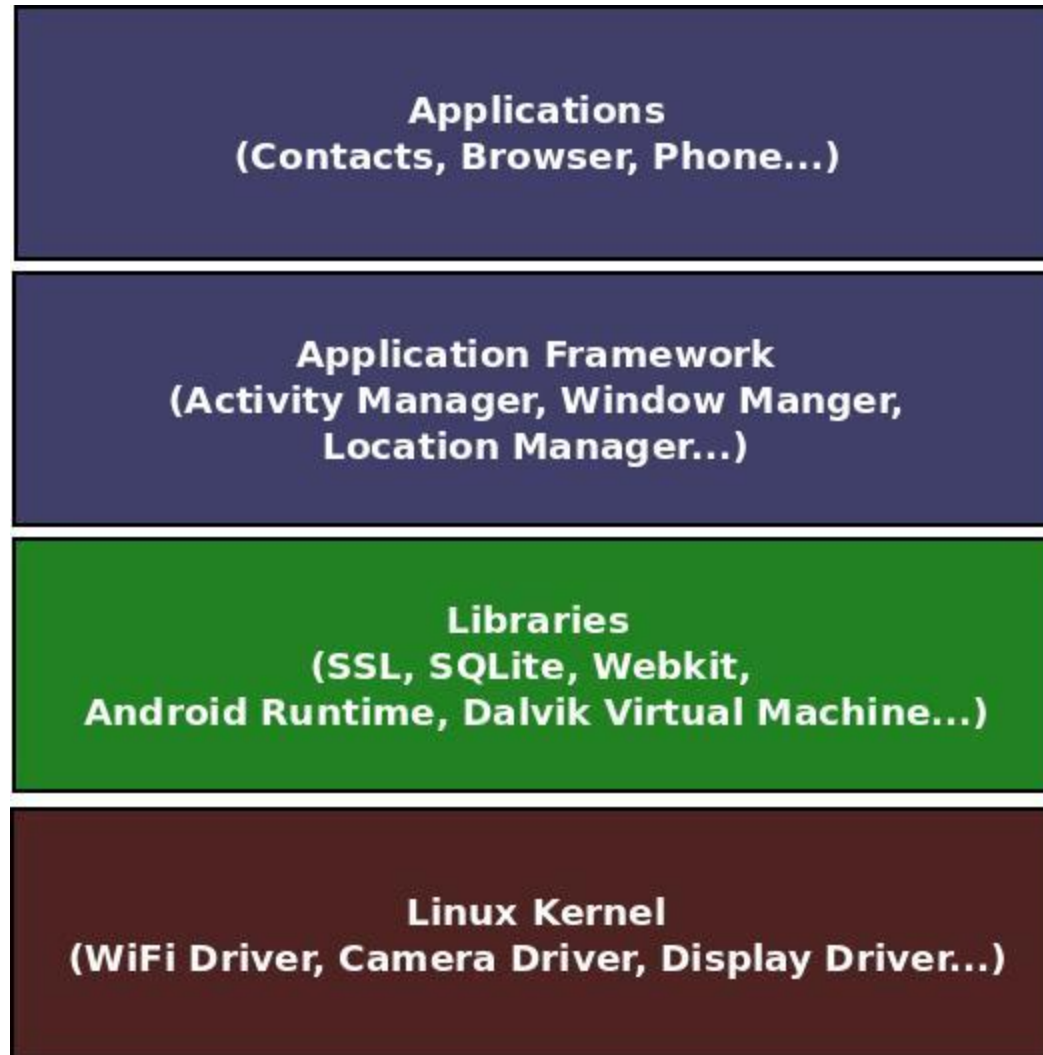 Applications
(Contacts, Browser, Phone...)
Application Framework
(Activity Manager, Window Manger,
Location Manager...)
Libraries
(SSL, SQLite, Webkit,
Android Runtime, Dalvik Virtual Machine...)
Linux Kernel
(WiFi Driver, Camera Driver, Display Driver...)